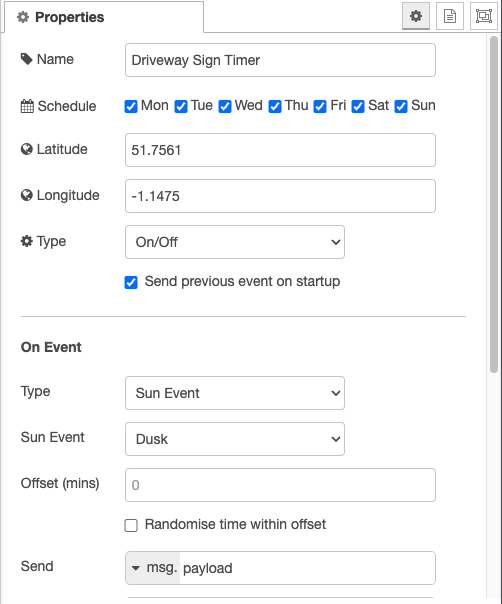 Properties
Name Driveway Sign Timer
Schedule Mon Tue Wed Thu Fri Sat Sun
Latitude 51.7561
Longitude -1.1475
Type On/Off
Send previous event on startup
On Event
Type Sun Event
Sun Event Dusk
Offset (mins) 0
Randomise time within offset
Send msg. payload